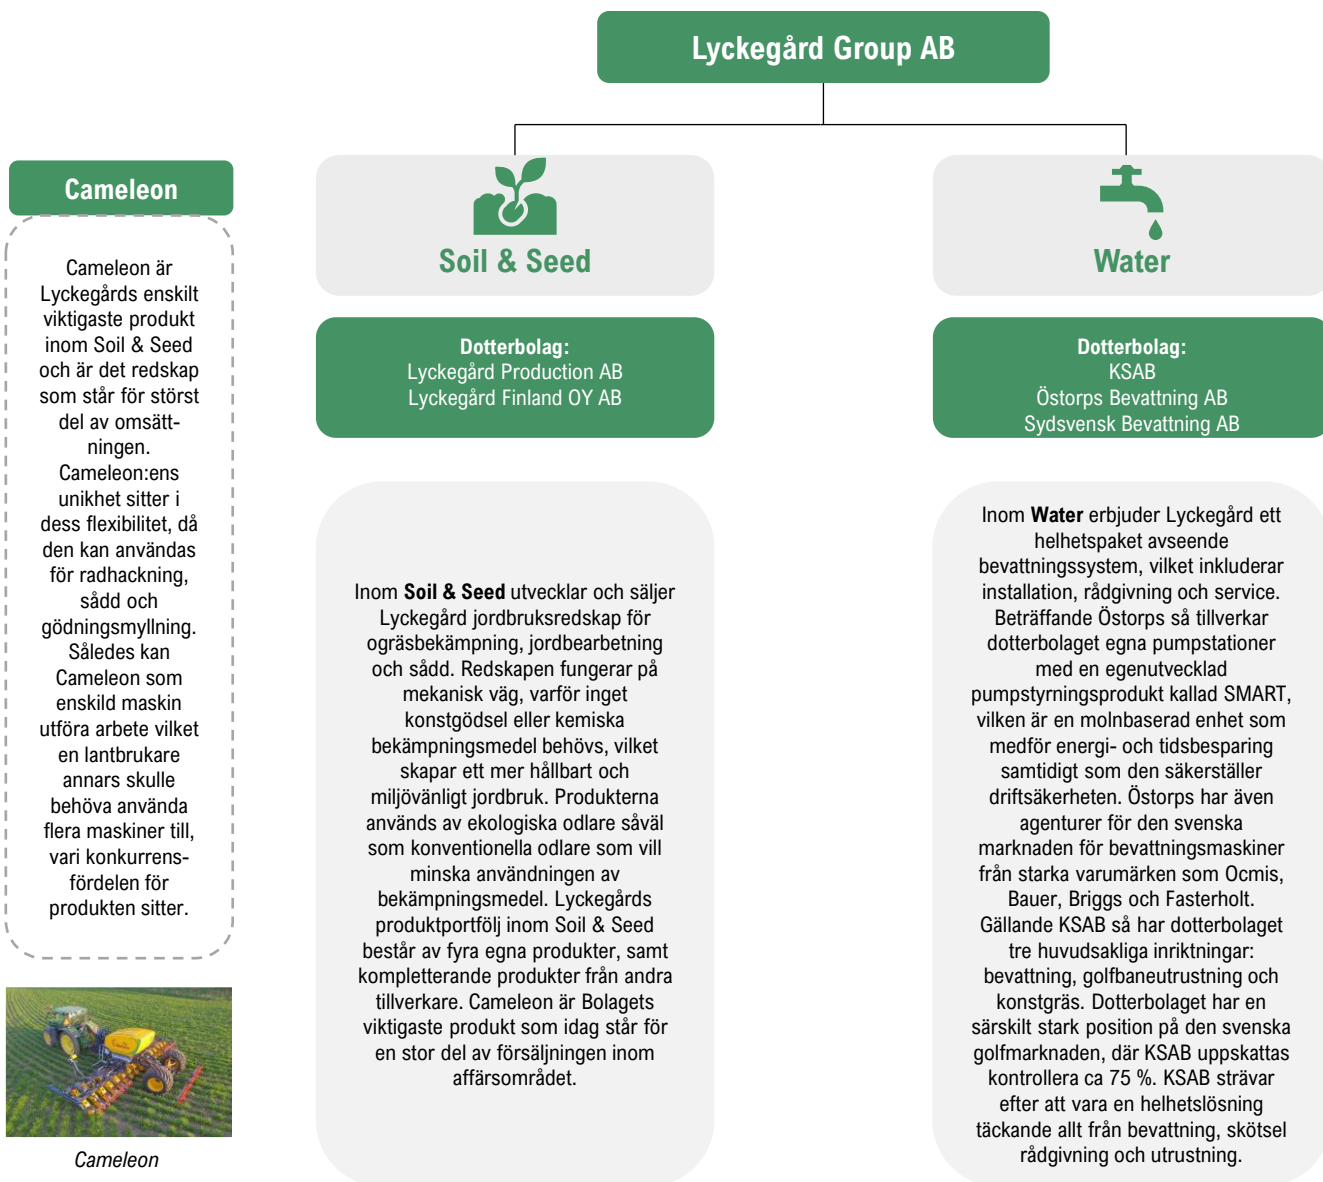 Lyckegård Group AB
Cameleon
Cameleon är
Lyckegårds enskilt
viktigaste produkt
inom Soil & Seed
och är det redskap
som står för störst
del av omsätt-
ningen.
Cameleon:ens
unikhet sitter i
dess flexibilitet, då
den kan användas
för radhackning,
sådd och
gödningsmyllning.
Således kan
Cameleon som
enskild maskin
utföra arbete vilket
en lantbrukare
annars skulle
behöva använda
flera maskiner till,
vari konkurrens-
fördelen för
produkten sitter.
Cameleon
Soil & Seed
Dotterbolag:
Lyckegård Production AB
Lyckegård Finland OY AB
Inom Soil & Seed utvecklar och säljer
Lyckegård jordbruksredskap för
ogräsbekämpning, jordbearbetning
och sådd. Redskapen fungerar på
mekanisk väg, varför inget
konstgödsel eller kemiska
bekämpningsmedel behövs, vilket
skapar ett mer hållbart och
miljövänligt jordbruk. Produkterna
används av ekologiska odlare såväl
som konventionella odlare som vill
minska användningen av
bekämpningsmedel. Lyckegårds
produktportfölj inom Soil & Seed
består av fyra egna produkter, samt
kompletterande produkter från andra
tillverkare. Cameleon är Bolagets
viktigaste produkt som idag står för
en stor del av försäljningen inom
affärsområdet.
Water
Dotterbolag:
KSAB
Östorps Bevattning AB
Sydsvensk Bevattning AB
Inom Water erbjuder Lyckegård ett
helhetspaket avseende
bevattningssystem, vilket inkluderar
installation, rådgivning och service.
Beträffande Östorps så tillverkar
dotterbolaget egna pumpstationer
med en egenutvecklad
pumpstyrningsprodukt kallad SMART,
vilken är en molnbaserad enhet som
medför energi- och tidsbesparing
samtidigt som den säkerställer
driftsäkerheten. Östorps har även
agenturer för den svenska
marknaden för bevattningsmaskiner
från starka varumärken som Ocmis,
Bauer, Briggs och Fasterholt.
Gällande KSAB så har dotterbolaget
tre huvudsakliga inriktningar:
bevattning, golfbaneutrustning och
konstgräs. Dotterbolaget har en
särskilt stark position på den svenska
golfmarknaden, där KSAB uppskattas
kontrollera ca 75 %. KSAB strävar
efter att vara en helhetslösning
täckande allt från bevattning, skötsel
rådgivning och utrustning.